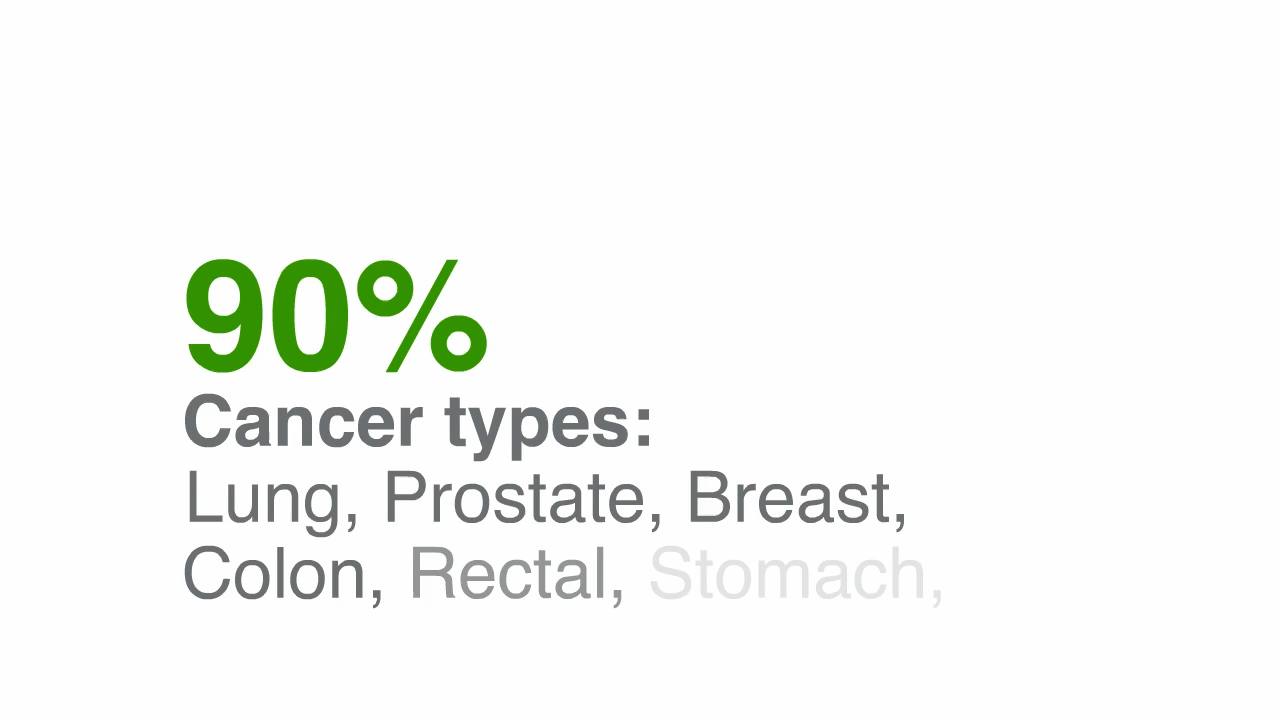 90%
Cancer types:
Lung, Prostate, Breast,
Colon, Rectal, Stomach,